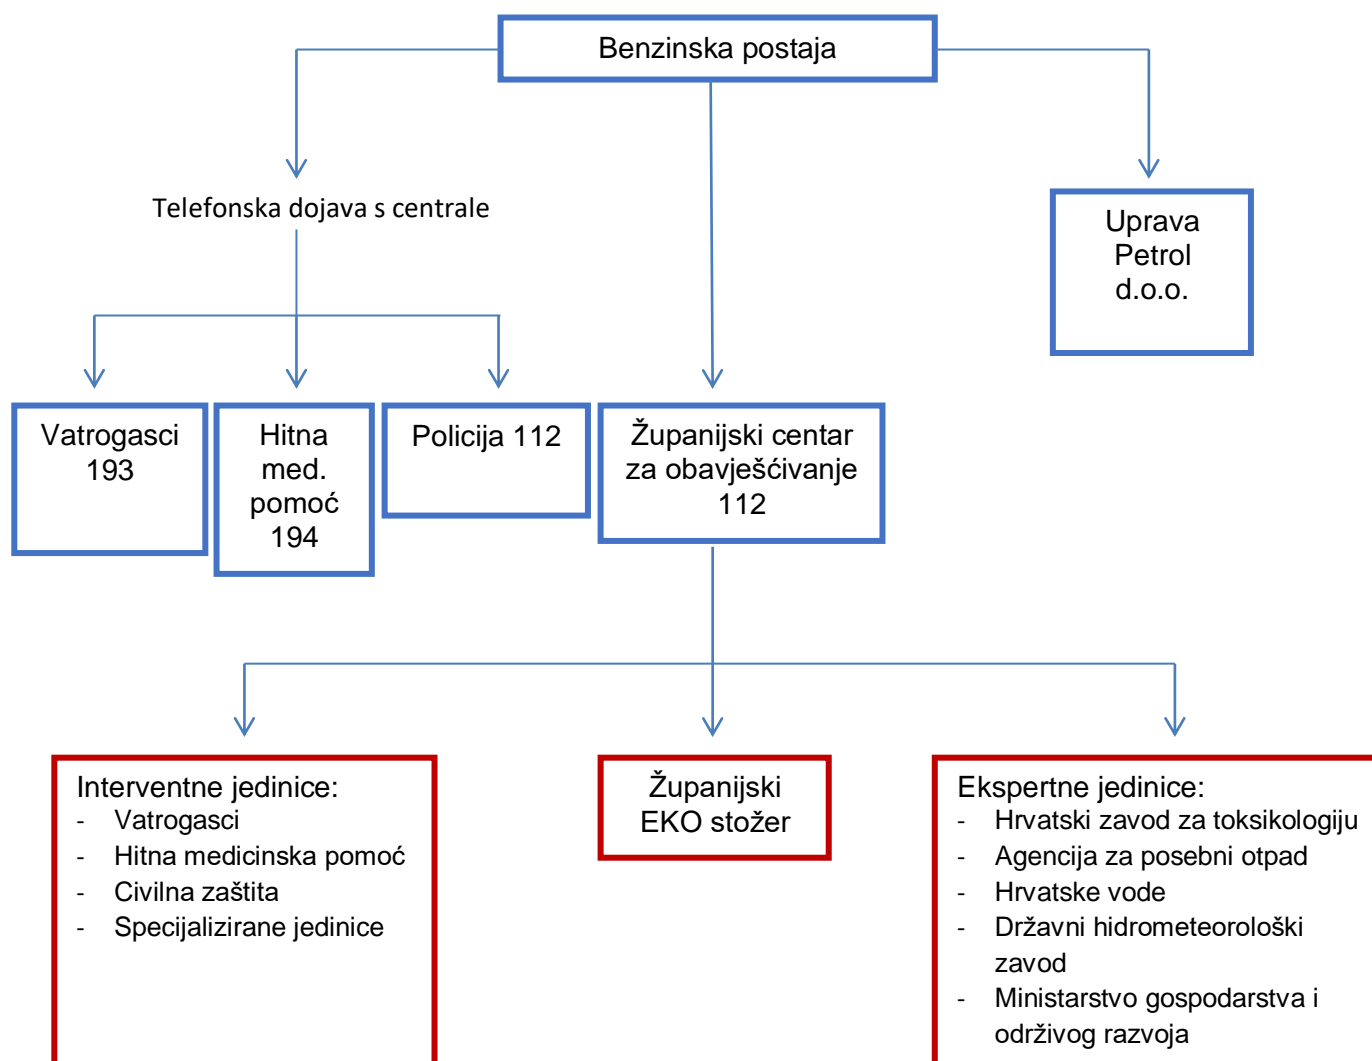 Benzinska postaja
Telefonska dojava s centrale
Uprava
Petrol
d.o.o.
Vatrogasci
193
Hitna
med.
pomoć
194
Policija 112
Županijski centar
za obavješćivanje
112
Interventne jedinice:
- Vatrogasci
- Hitna medicinska pomoć
- Civilna zaštita
- Specijalizirane jedinice
Županijski
EKO stožer
Ekspertne jedinice:
- Hrvatski zavod za toksikologiju
- Agencija za posebni otpad
- Hrvatske vode
- Državni hidrometeorološki
zavod
- Ministarstvo gospodarstva i
održivog razvoja